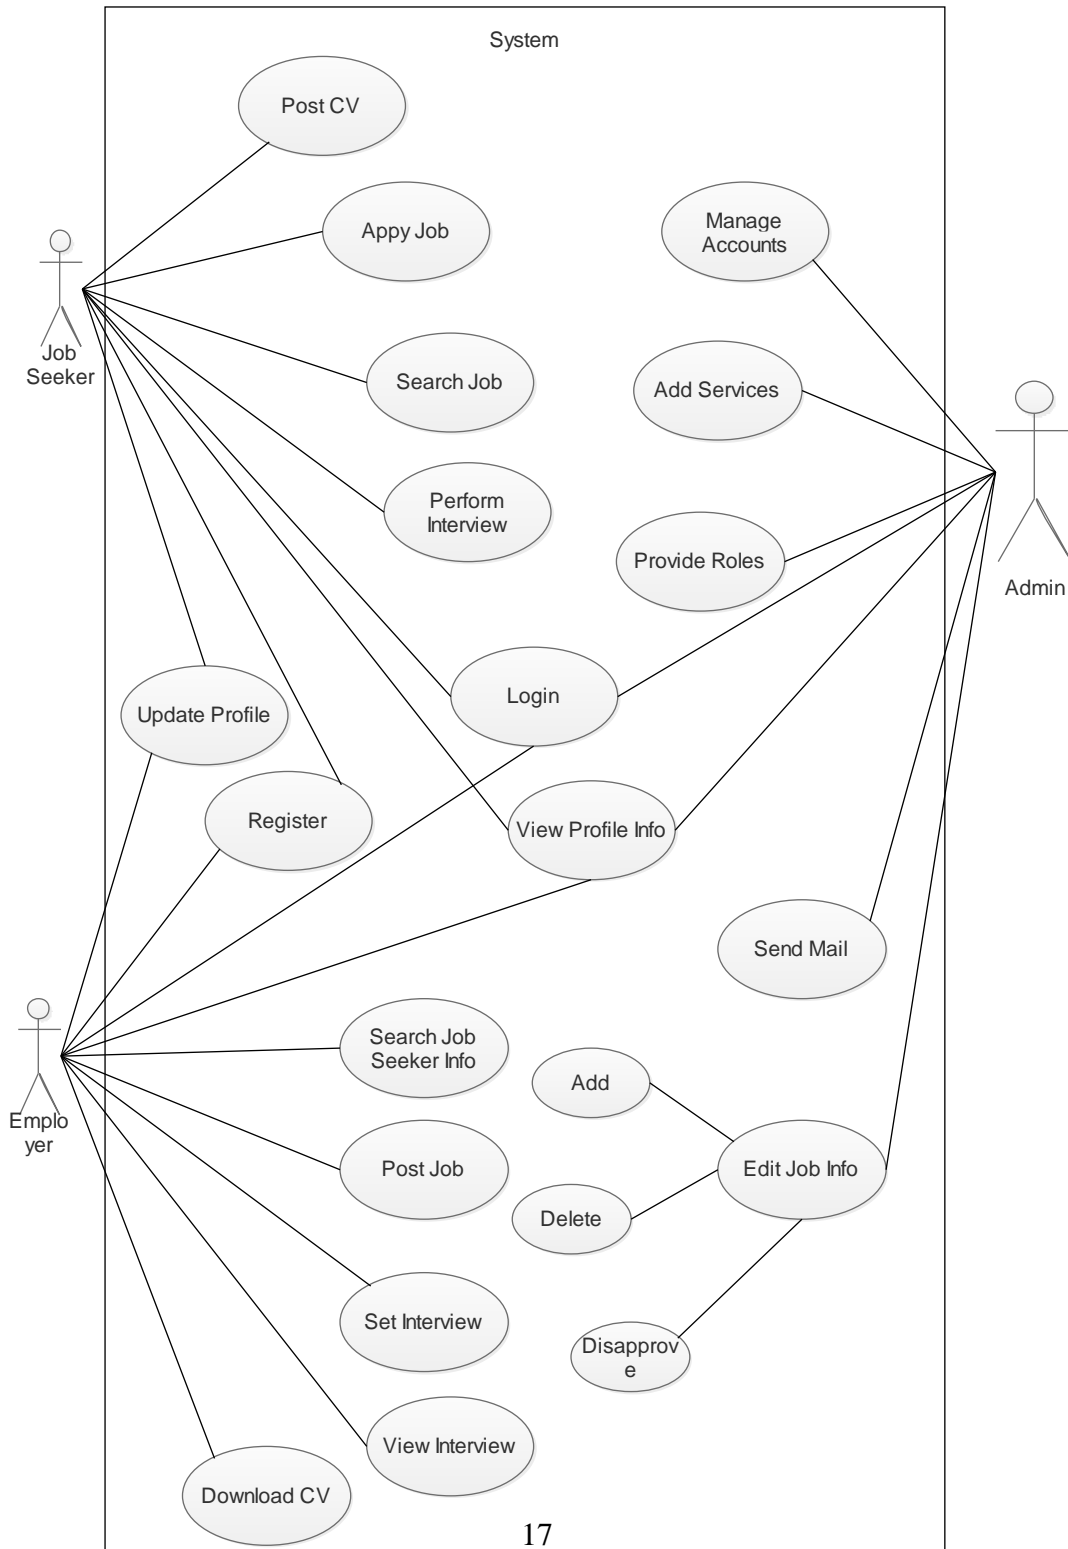 System
Post CV
Appy Job
Manage
Accounts
Job
Seeker
Search Job
Add Services
Perform
Interview
Provide Roles
Admin
Login
Update Profile
Register
View Profile Info
Send Mail
Emplo
yer
Search Job
Seeker Info
Add
Post Job
Edit Job Info
Delete
Set Interview
Disapprov
e
View Interview
Download CV
17